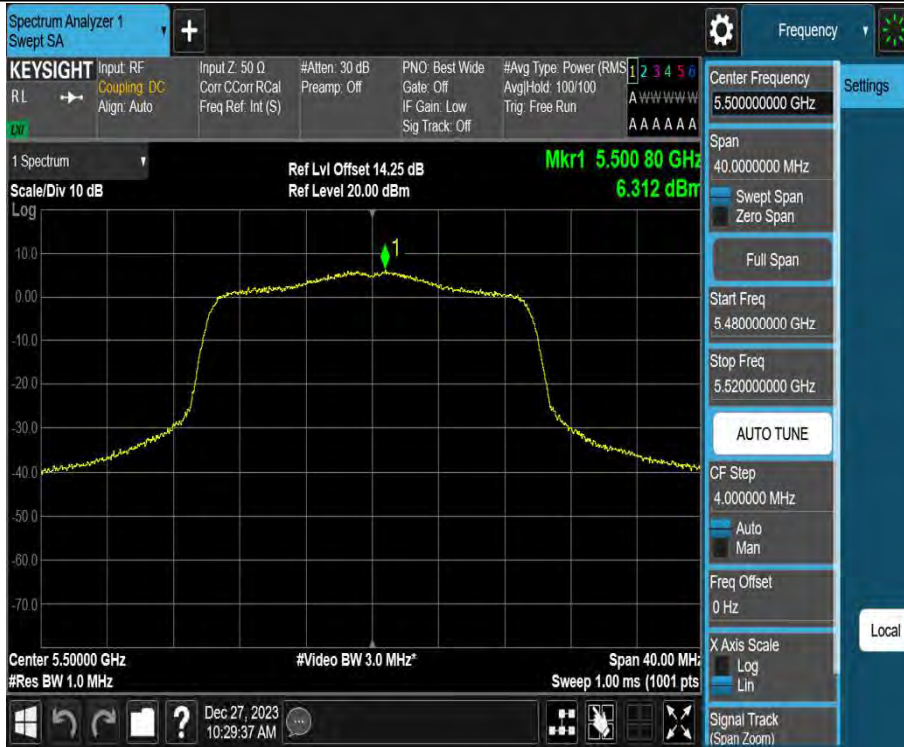 Spectrum Analyzer 1
Swept SA
+
Frequency
KEYSIGHT
RL
LXI
Input: RF
Coupling: DC
Align: Auto
Input Z: 50 Ω
Corr CCorr RCal
Freq Ref: Int (S)
#Atten: 30 dB
Preamp: Off
PNO: Best Wide
Gate: Off
IF Gain: Low
Sig Track: Off
#Avg Type: Power (RMS
Avg|Hold: 100/100
Trig: Free Run
1 2 3 4 5 6
A W W W W W
A A A A A A
Center Frequency
5.500000000 GHz
Settings
1 Spectrum
Scale/Div 10 dB
Log
Ref Lvl Offset 14.25 dB
Ref Level 20.00 dBm
Mkr1 5.500 80 GHz
6.312 dBm
Span
40.0000000 MHz
Swept Span
Zero Span
Full Span
Start Freq
5.480000000 GHz
Stop Freq
5.520000000 GHz
AUTO TUNE
CF Step
4.000000 MHz
Auto
Man
Freq Offset
0 Hz
X Axis Scale
Log
Lin
Signal Track
(Span Zoom)
Local
1
10.0
0.00
-10.0
-20.0
-30.0
-40.0
-50.0
-60.0
-70.0
Center 5.50000 GHz
#Res BW 1.0 MHz
#Video BW 3.0 MHz*
Span 40.00 MHz
Sweep 1.00 ms (1001 pts
?
Dec 27, 2023
10:29:37 AM